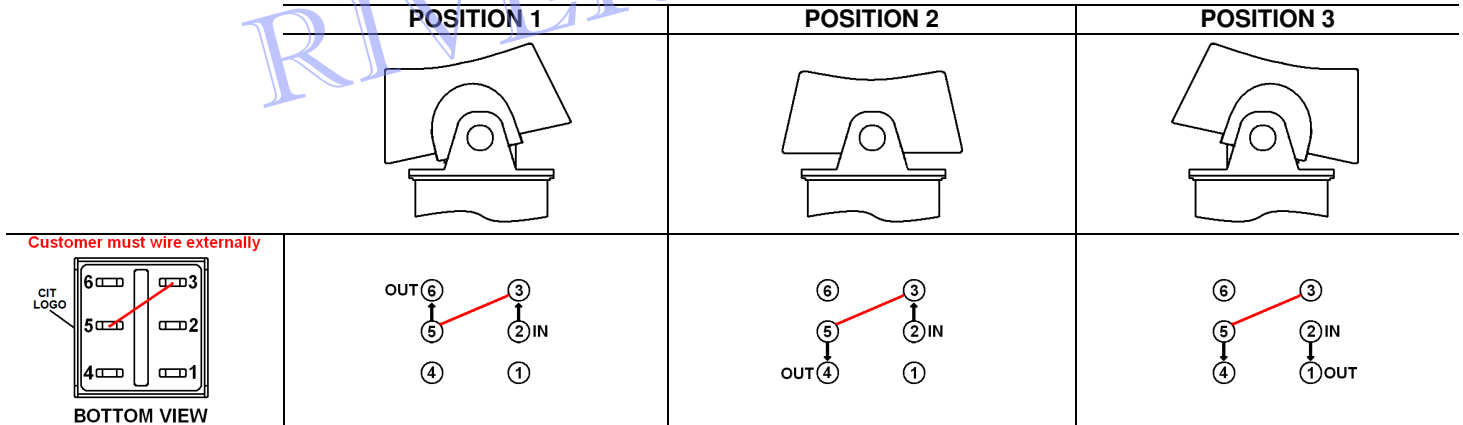 POSITION 1
POSITION 2
POSITION 3
Customer must wire externally
CIT
LOGO
6
3
5
2
4
1
BOTTOM VIEW
OUT 6
3
5
2 IN
4
1
6
3
5
2 IN
OUT 4
1
6
3
5
2 IN
4
1 OUT